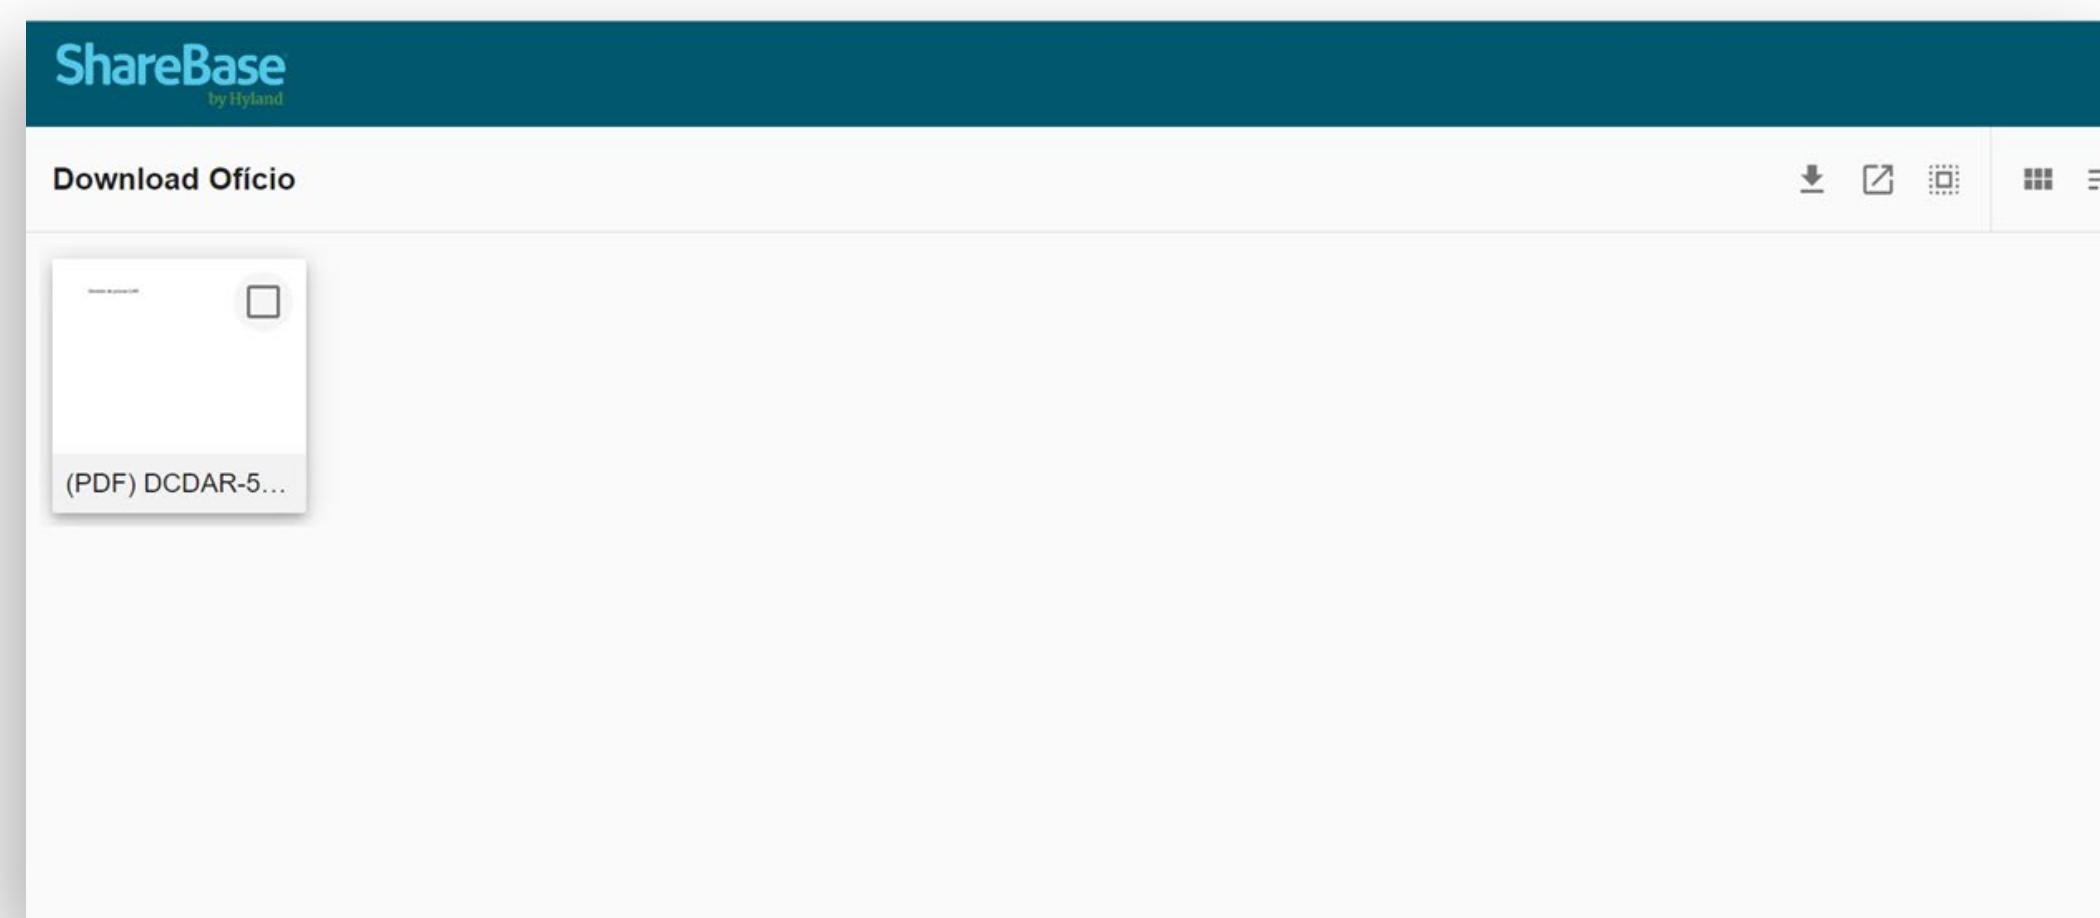 ShareBase
by Hyland
Download Ofício
(PDF) DCDAR-5...